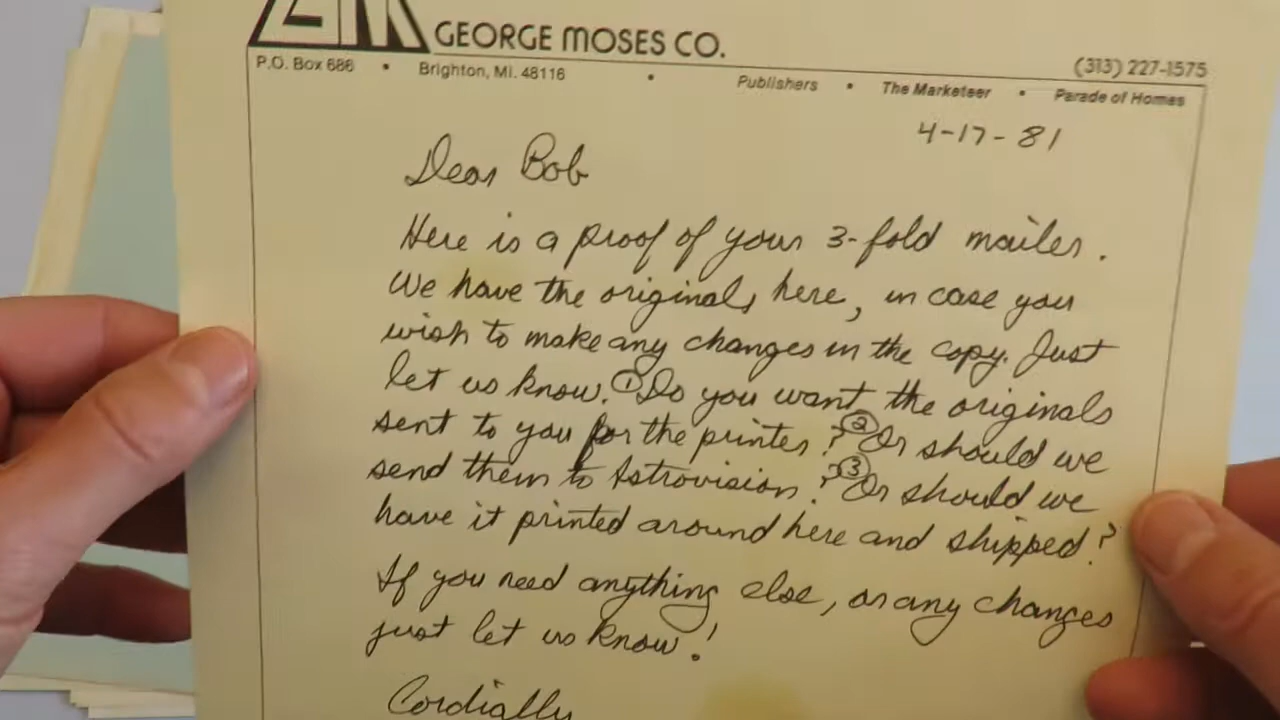 GM GEORGE MOSES CO.
P.O. Box 686 • Brighton, MI. 48116 • Publishers • The Marketeer • Parade of Homes
(313) 227-1575
4-17-81
Dear Bob
Here is a proof of your 3-fold mailer.
We have the originals here, in case you
wish to make any changes in the copy. Just
let us know. ① Do you want the originals
sent to you for the printer? ② Or should we
send them to Astrovision? ③ Or should we
have it printed around here and shipped?
If you need anything else, or any changes
just let us know!
Cordially